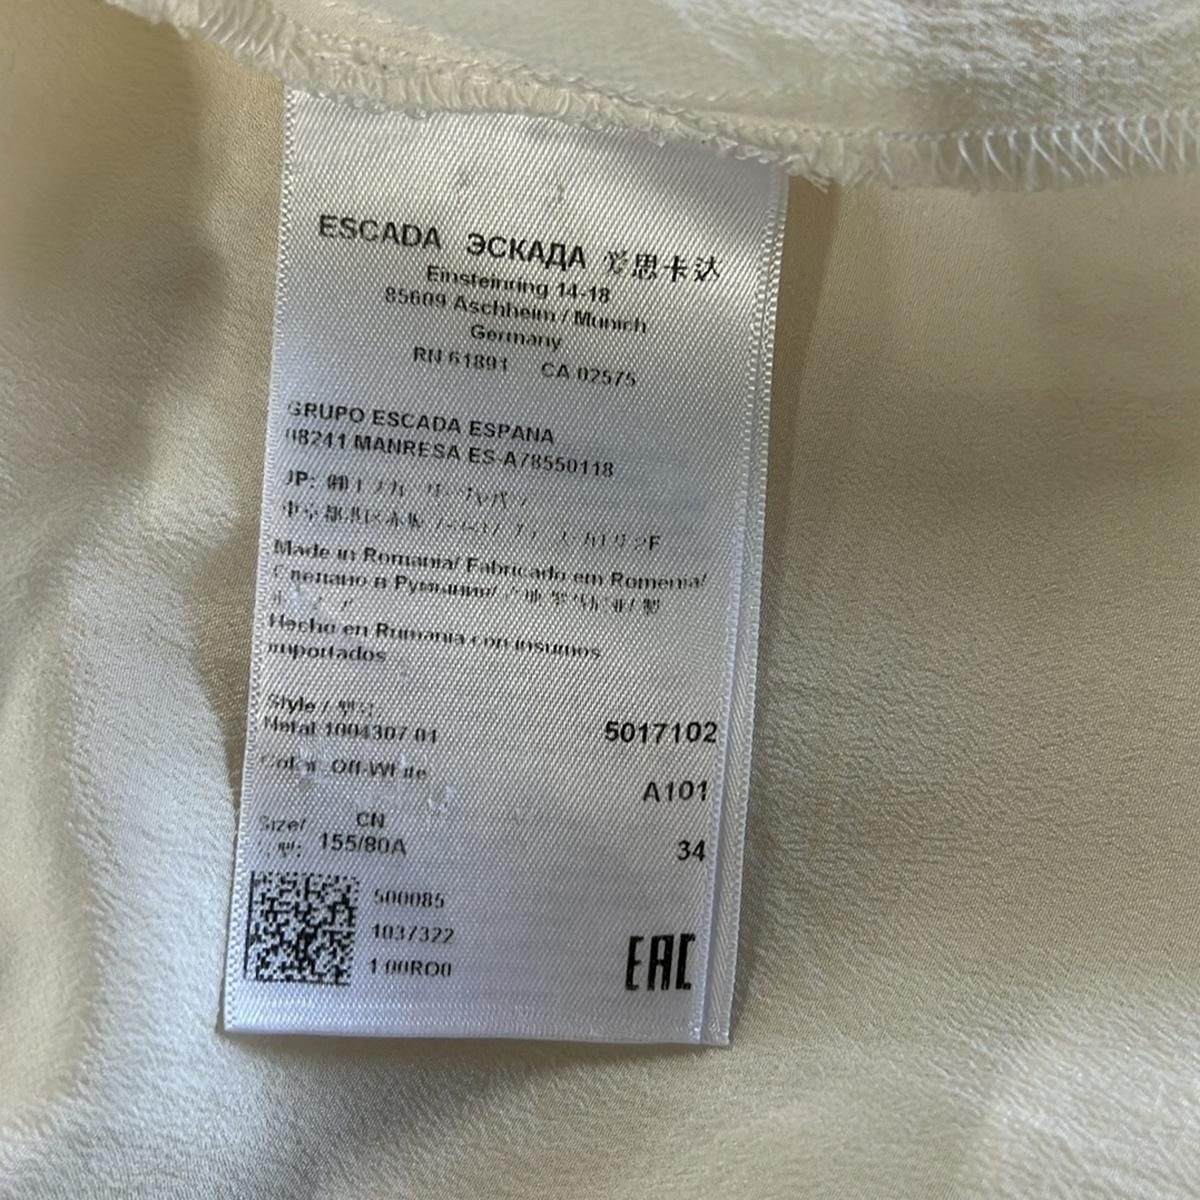 ESCADA ЭСКАДА 思卡达
Einsteinring 14-18
85609 Aschheim / Munich
Germany
RN 61891 CA 02575
GRUPO ESCADA ESPANA
08241 MANRESA ES-A78550118
JP:
Made in Romania/ Fabricado em Romenia/
Сделано в Румынии/
Hecho en Rumania con insumos
importados
Style /
Metal 1004307 01 5017102
Color Off-White
A101
CN
Size/ 155/80A 34
500085
1037322
1 00RO0
EAC